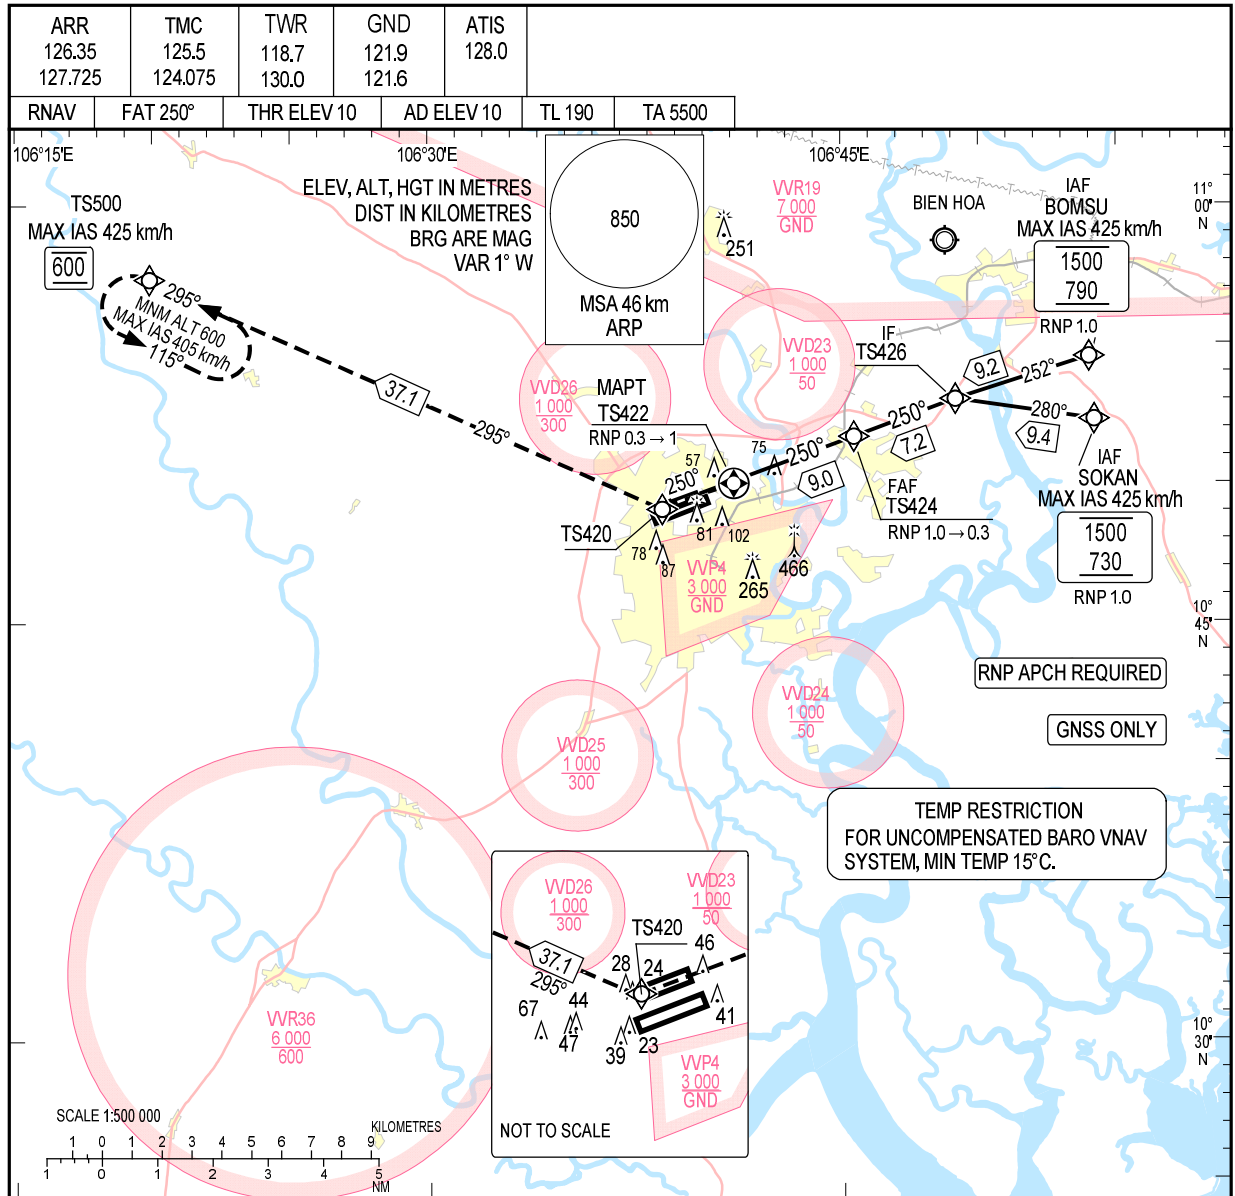 ARR
126.35
127.725
TMC
125.5
124.075
TWR
118.7
130.0
GND
121.9
121.6
ATIS
128.0
RNAV
FAT 250°
THR ELEV 10
AD ELEV 10
TL 190
TA 5500
106°15'E
106°30'E
106°45'E
ELEV, ALT, HGT IN METRES
DIST IN KILOMETRES
BRG ARE MAG
VAR 1° W
850
MSA 46 km
ARP
251
VVR19
7 000
GND
BIEN HOA
IAF
BOMSU
MAX IAS 425 km/h
1500
790
RNP 1.0
11°
00'
N
TS500
MAX IAS 425 km/h
600
295°
MNM ALT 600
MAX IAS 405 km/h
115°
37.1
295°
VVD26
1 000
300
MAPT
TS422
RNP 0.3 → 1
VVD23
1 000
50
IF
TS426
9.2
252°
250°
7.2
280°
9.4
IAF
SOKAN
MAX IAS 425 km/h
1500
730
RNP 1.0
75
250°
9.0
FAF
TS424
RNP 1.0 → 0.3
57
250°
TS420
81
102
78
87
VVP4
3 000
GND
265
466
10°
45'
N
RNP APCH REQUIRED
GNSS ONLY
VVD24
1 000
50
VVD25
1 000
300
TEMP RESTRICTION
FOR UNCOMPENSATED BARO VNAV
SYSTEM, MIN TEMP 15°C.
VVD26
1 000
300
VVD23
1 000
50
TS420
46
37.1
295°
28
24
67
44
47
39
23
41
VVP4
3 000
GND
NOT TO SCALE
VVR36
6 000
600
10°
30'
N
SCALE 1:500 000
KILOMETRES
1 0 1 2 3 4 5 6 7 8 9
1 0 1 2 3 4 5
NM